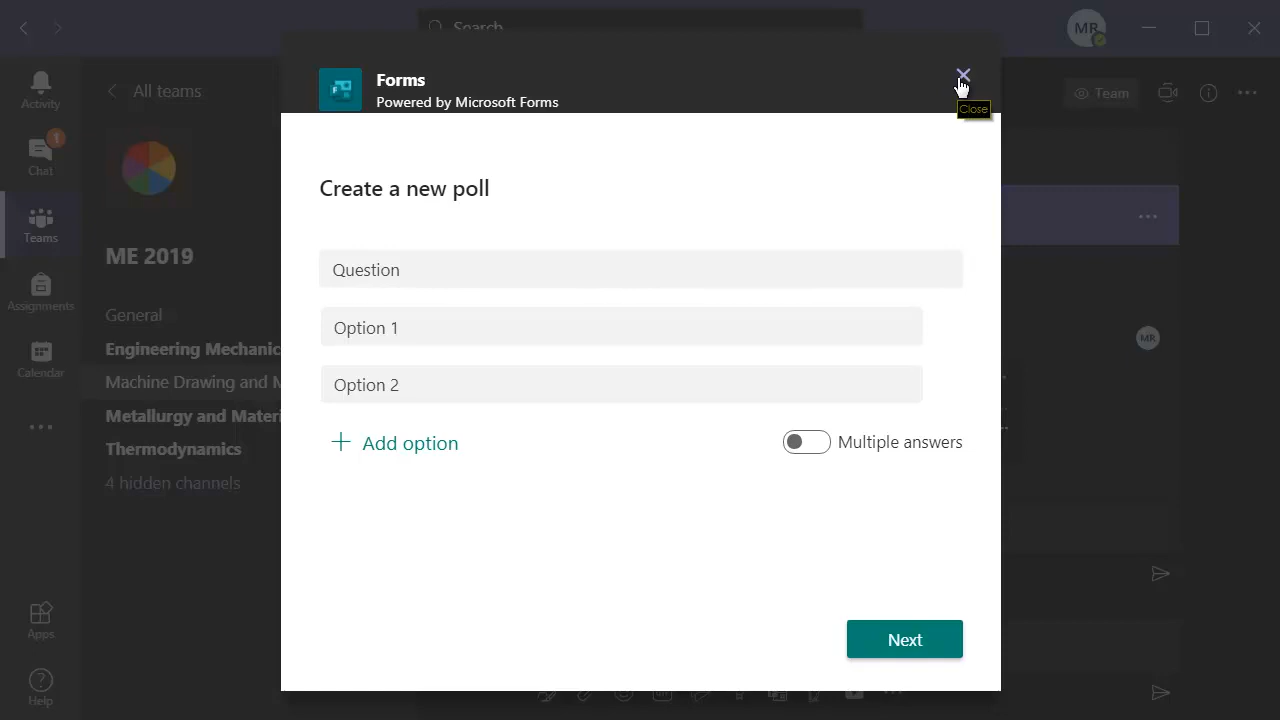 Search
MR
Forms
Powered by Microsoft Forms
Close
Activity
All teams
Team
Chat
1
Create a new poll
Teams
ME 2019
Question
Assignments
General
Option 1
Engineering Mechanic
MR
Calendar
Machine Drawing and M
Option 2
Metallurgy and Materi
Add option
Multiple answers
Thermodynamics
4 hidden channels
Apps
Next
Help